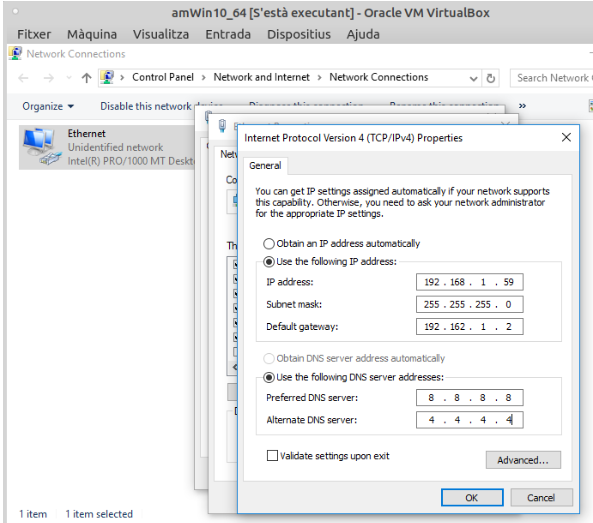 amWin10_64 [S'està executant] - Oracle VM VirtualBox
Fitxer Màquina Visualitza Entrada Dispositius Ajuda
Network Connections
Control Panel > Network and Internet > Network Connections
Search Network
Organize Disable this network device Diagnose this connection Rename this connection »
Ethernet
Unidentified network
Intel(R) PRO/1000 MT Deskt
Internet Protocol Version 4 (TCP/IPv4) Properties
General
You can get IP settings assigned automatically if your network supports
this capability. Otherwise, you need to ask your network administrator
for the appropriate IP settings.
Obtain an IP address automatically
Use the following IP address:
IP address: 192 . 168 . 1 . 59
Subnet mask: 255 . 255 . 255 . 0
Default gateway: 192 . 162 . 1 . 2
Obtain DNS server address automatically
Use the following DNS server addresses:
Preferred DNS server: 8 . 8 . 8 . 8
Alternate DNS server: 4 . 4 . 4 . 4
Validate settings upon exit
Advanced...
OK Cancel
1 item 1 item selected